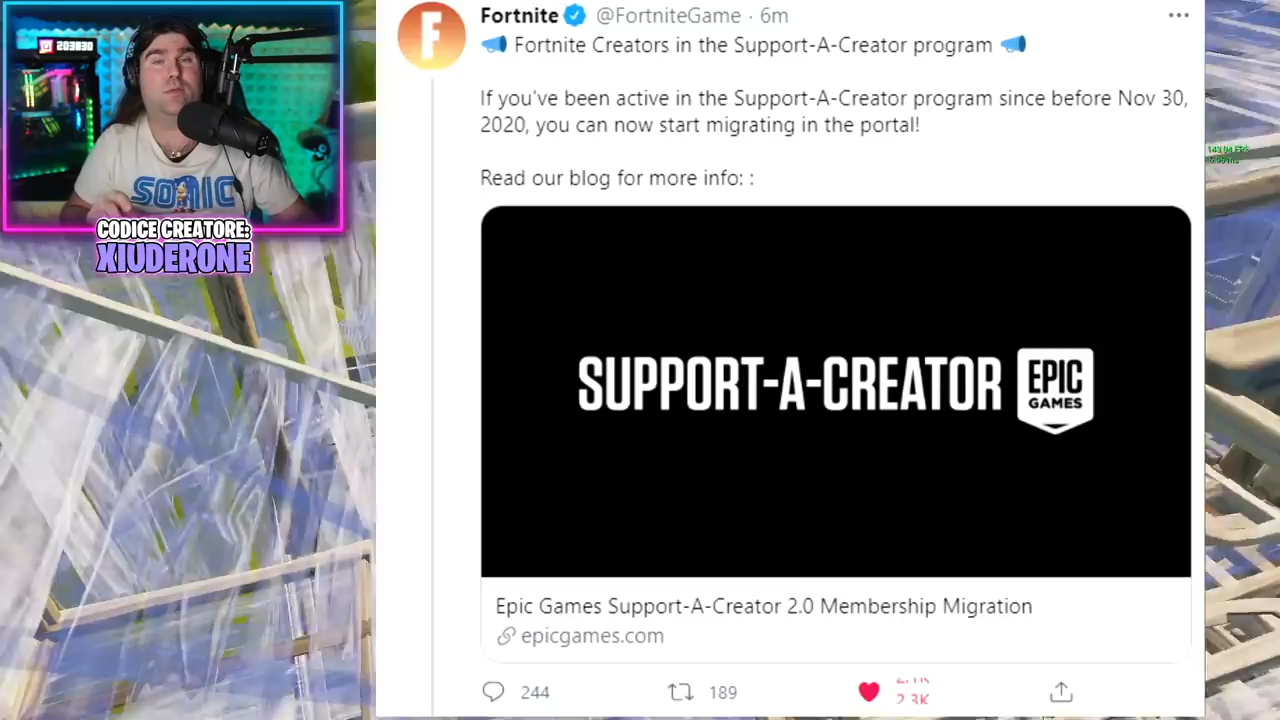 203830
SONIC
CODICE CREATORE:
XIUDERONE
Fortnite @FortniteGame · 6m
Fortnite Creators in the Support-A-Creator program
If you've been active in the Support-A-Creator program since before Nov 30,
2020, you can now start migrating in the portal!
Read our blog for more info: :
SUPPORT-A-CREATOR EPIC
GAMES
Epic Games Support-A-Creator 2.0 Membership Migration
epicgames.com
244 189 2.3K